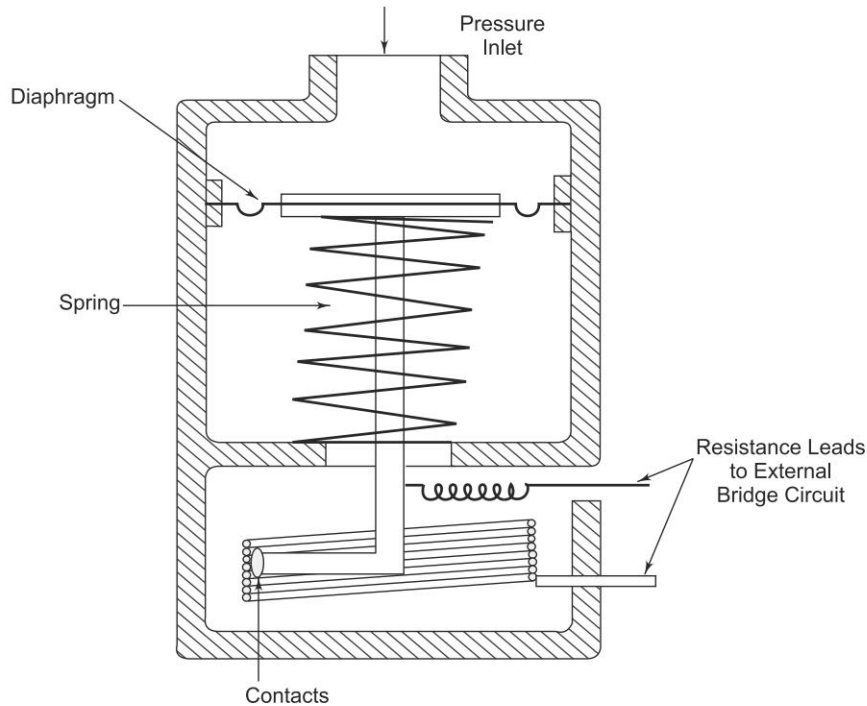 Pressure
Inlet
Diaphragm
Spring
Resistance Leads
to External
Bridge Circuit
Contacts